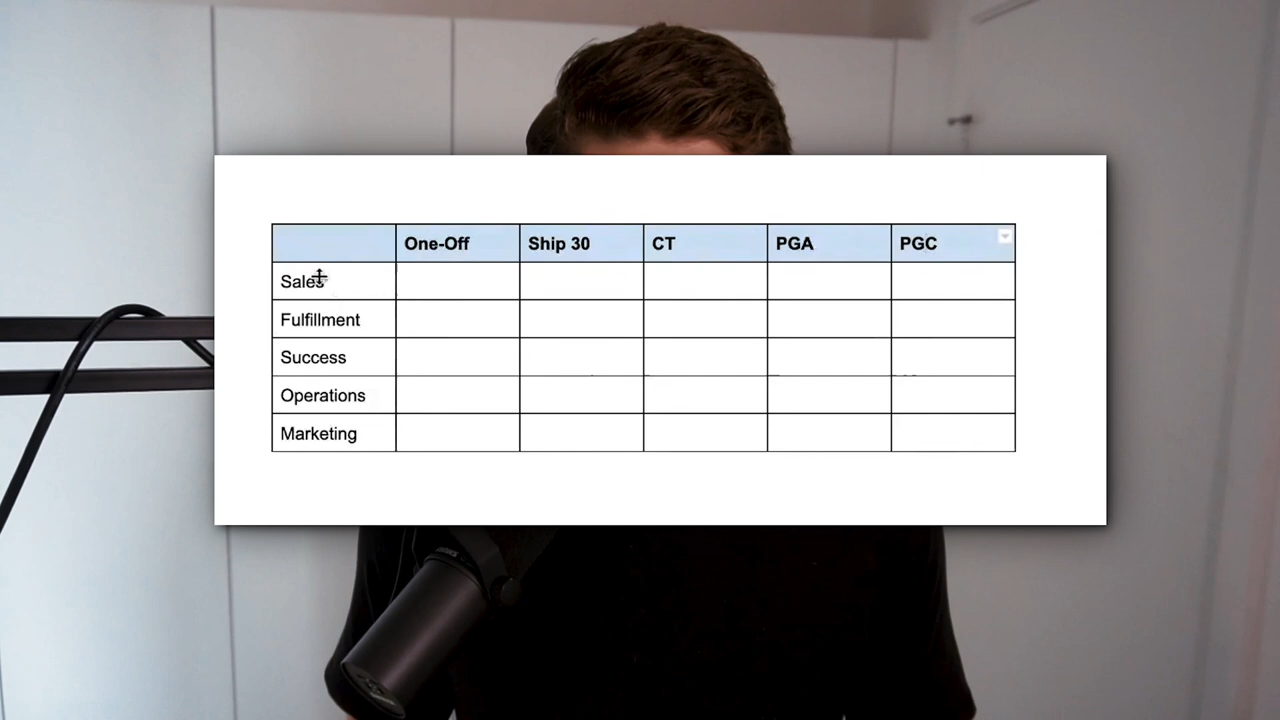 One-Off Ship 30 CT PGA PGC
Sales
Fulfillment
Success
Operations
Marketing